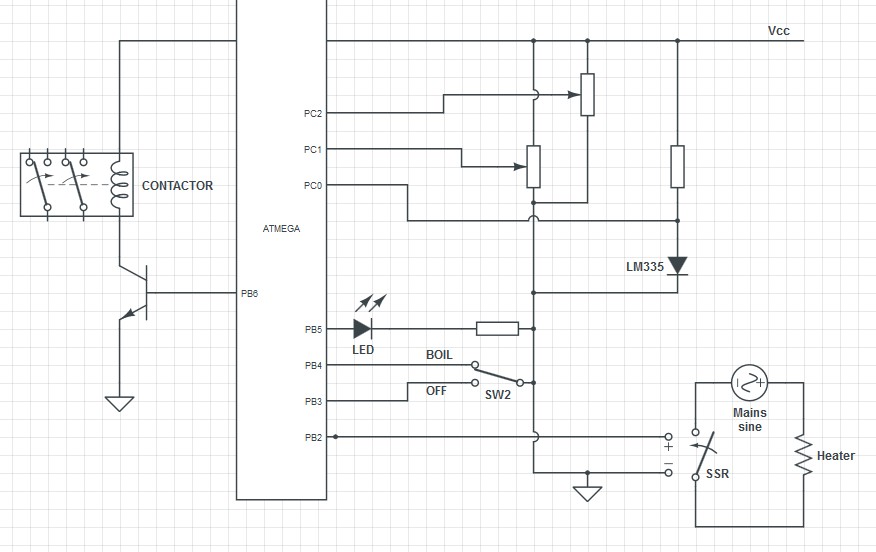 Vcc
PC2
PC1
PC0
CONTACTOR
ATMEGA
LM335
PB6
PB5
LED
PB4
BOIL
PB3
OFF
SW2
PB2
Mains
sine
Heater
+
−
SSR